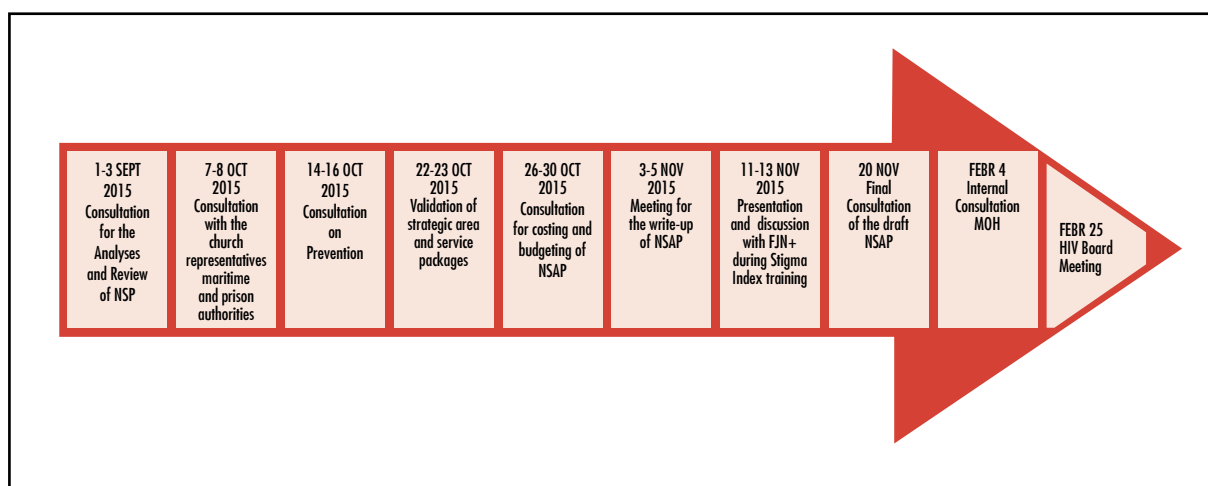 1-3 SEPT
2015
Consultation
for the
Analyses
and Review
of NSP
7-8 OCT
2015
Consultation
with the
church
representatives
maritime
and prison
authorities
14-16 OCT
2015
Consultation
on
Prevention
22-23 OCT
2015
Validation of
strategic area
and service
packages
26-30 OCT
2015
Consultation
for costing and
budgeting of
NSAP
3-5 NOV
2015
Meeting for
the write-up
of NSAP
11-13 NOV
2015
Presentation
and discussion
with FJN+
during Stigma
Index training
20 NOV
Final
Consultation
of the draft
NSAP
FEBR 4
Internal
Consultation
MOH
FEBR 25
HIV Board
Meeting